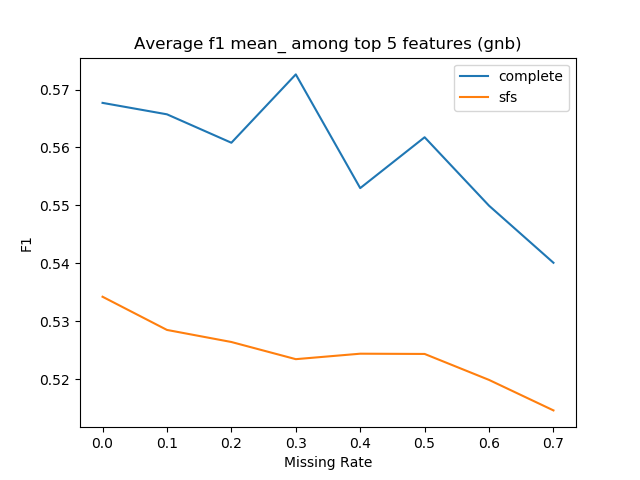 Average f1 mean_ among top 5 features (gnb)
complete
sfs
F1
0.57
0.56
0.55
0.54
0.53
0.52
0.0 0.1 0.2 0.3 0.4 0.5 0.6 0.7
Missing Rate